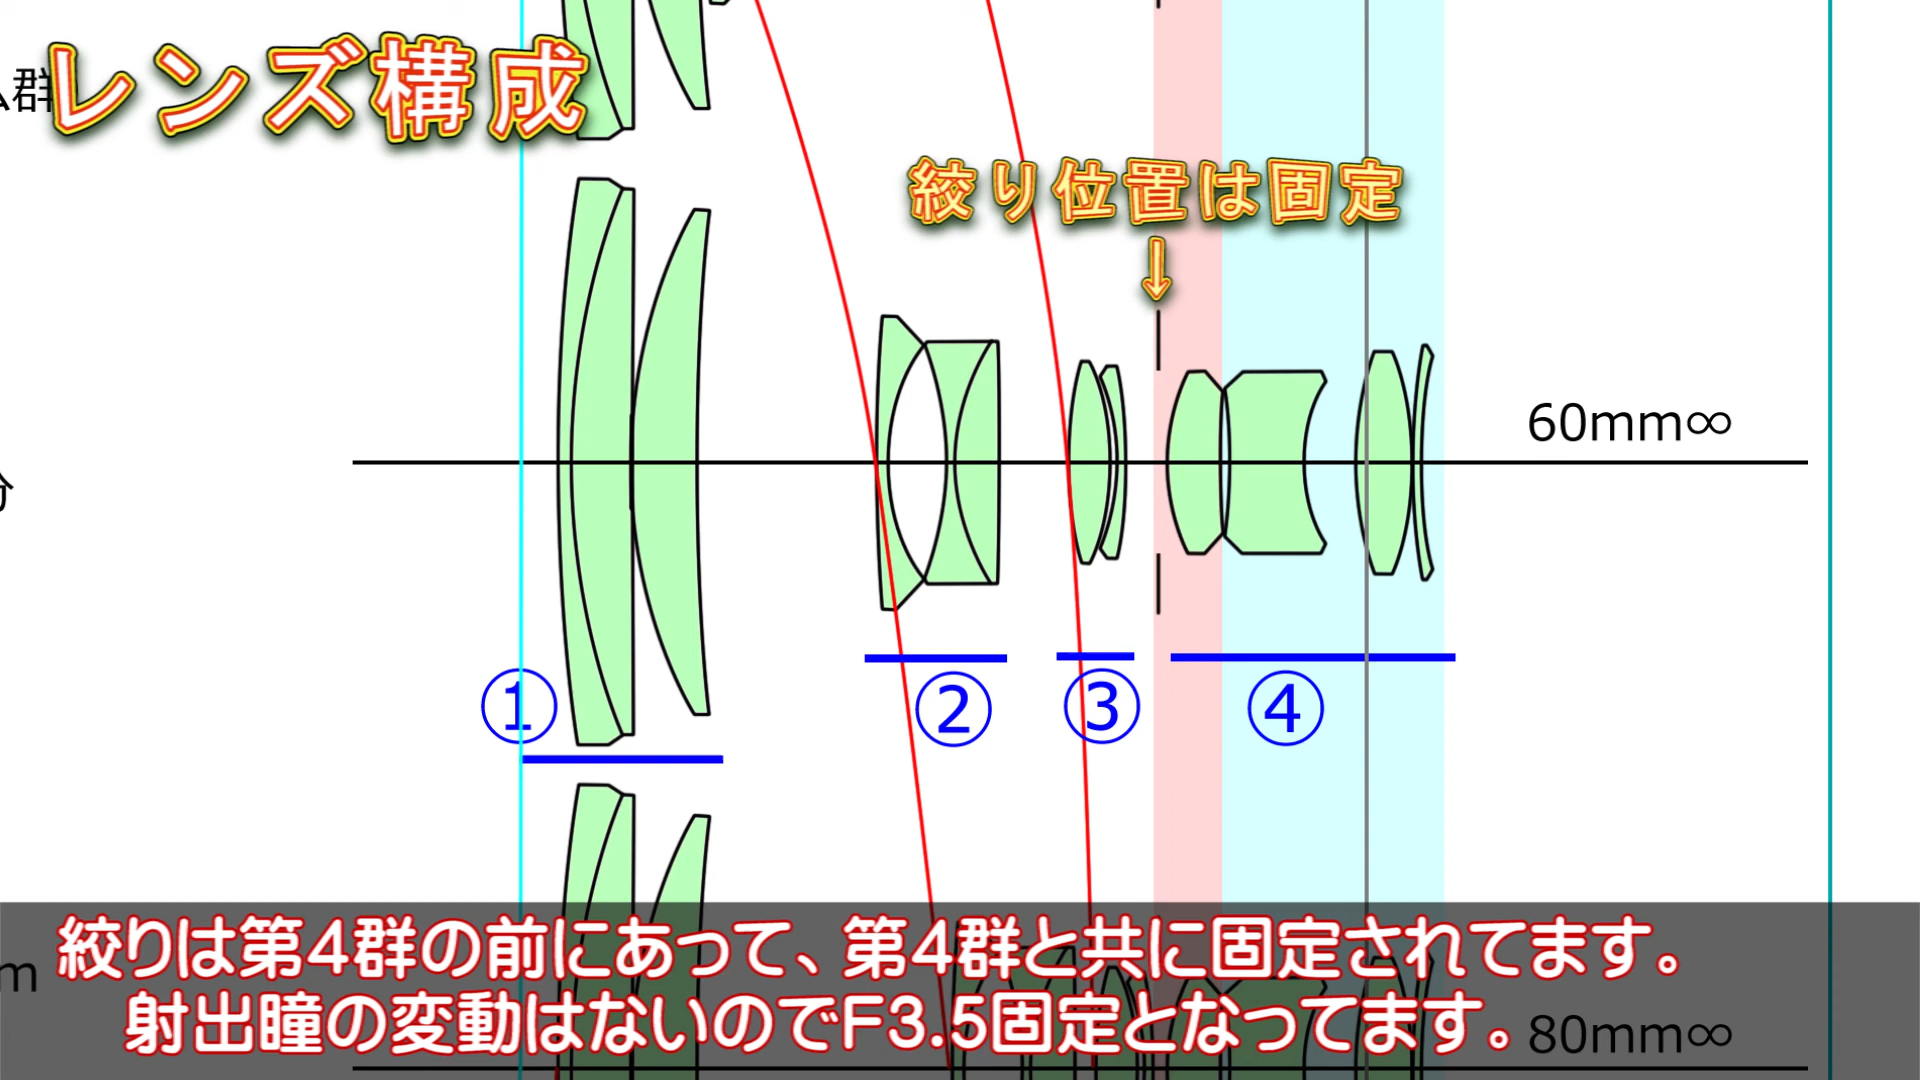 レンズ構成
ム群
絞り位置は固定
↓
60mm∞
分
① ② ③ ④
絞りは第4群の前にあって、第4群と共に固定されてます。
射出瞳の変動はないのでF3.5固定となってます。
m
80mm∞